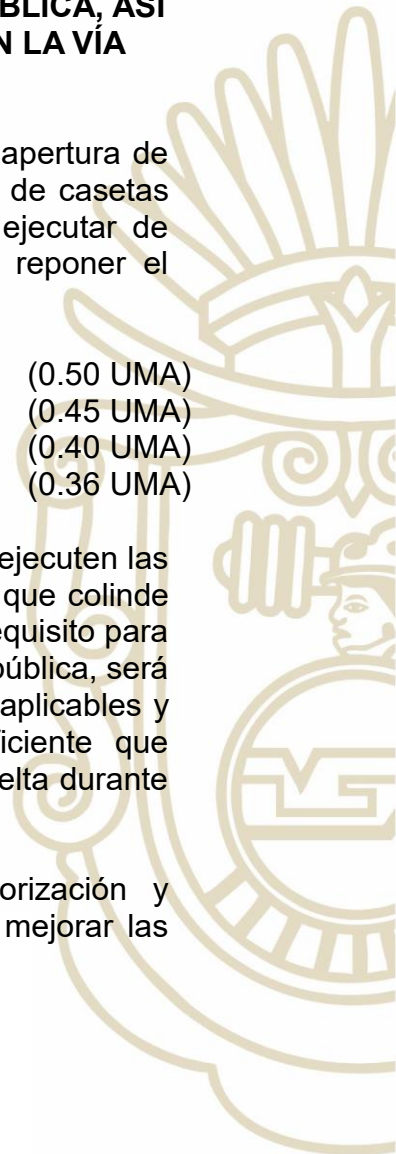 BLICA, ASÍ
N LA VÍA
apertura de
de casetas
ejecutar de
reponer el
(0.50 UMA)
(0.45 UMA)
(0.40 UMA)
(0.36 UMA)
ejecuten las
que colinde
equisito para
pública, será
aplicables y
iciente que
elta durante
orización y
mejorar las